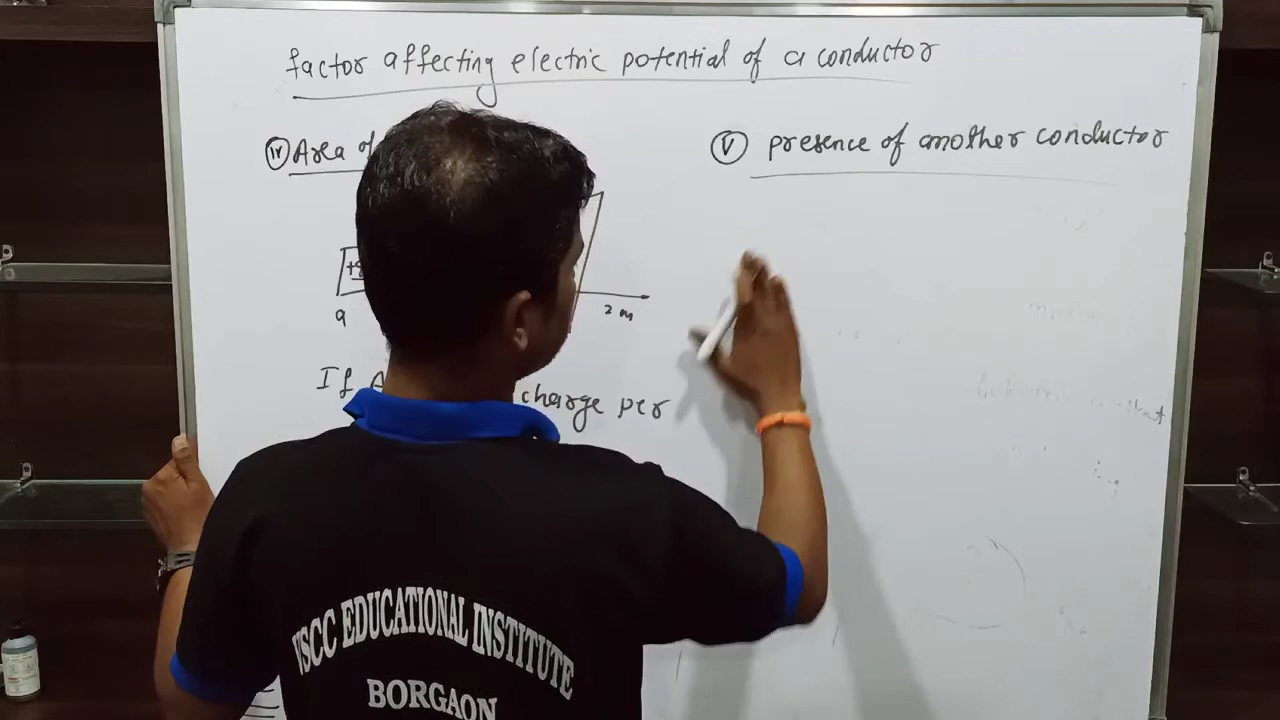 factor affecting electric potential of a conductor
(iv) Area of
(v) presence of another conductor
+q
a
2 m
If A
charge per
VSCC EDUCATIONAL INSTITUTE
BORGAON